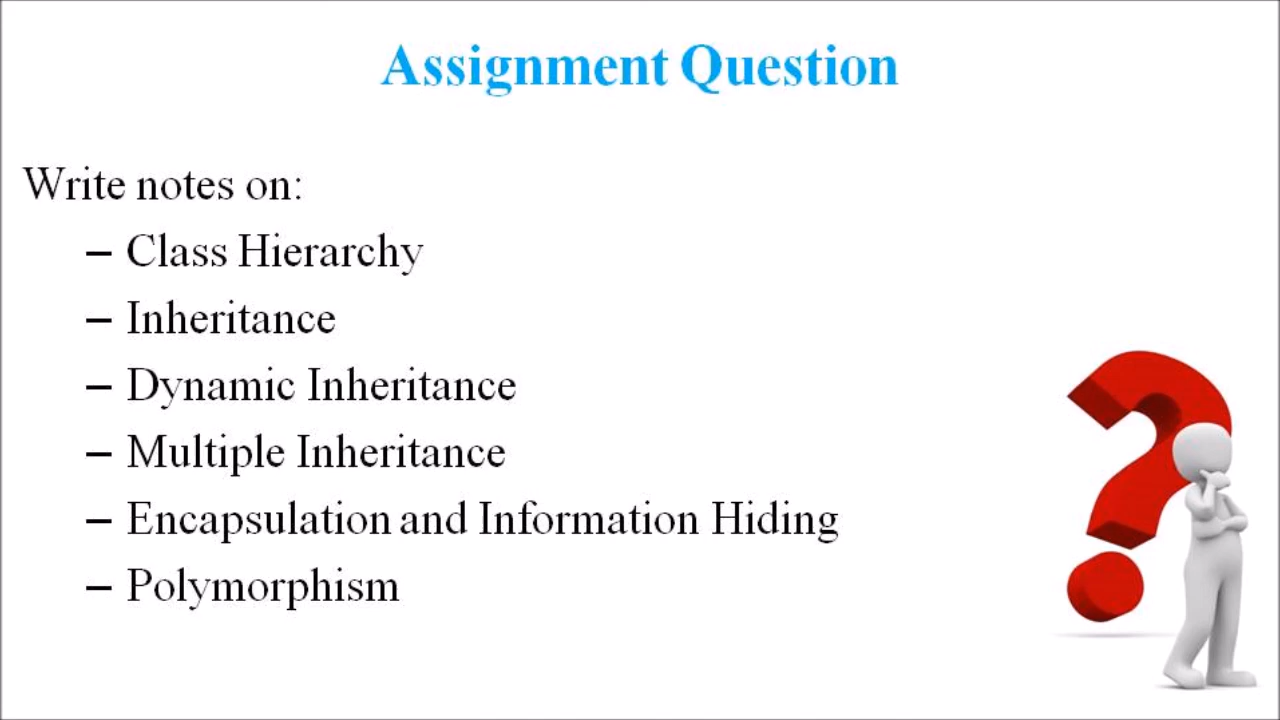 Assignment Question
Write notes on:
– Class Hierarchy
– Inheritance
– Dynamic Inheritance
– Multiple Inheritance
– Encapsulation and Information Hiding
– Polymorphism